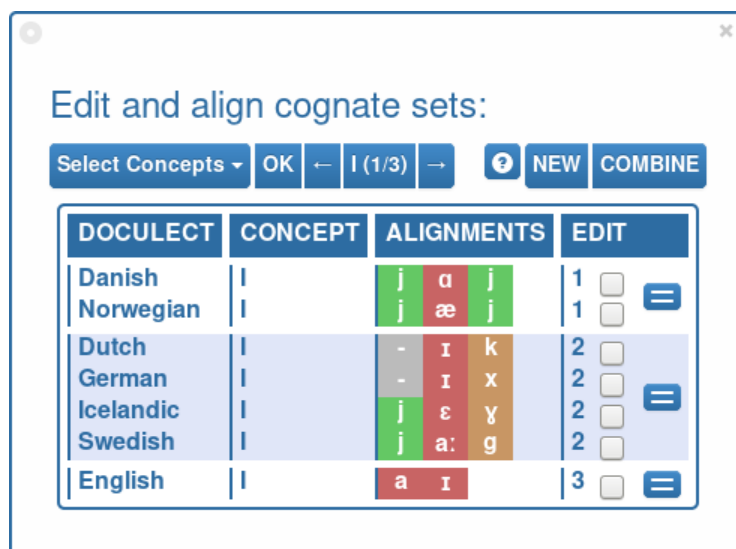 Edit and align cognate sets:
Select Concepts OK ← I (1/3) → ? NEW COMBINE
DOCULECT CONCEPT ALIGNMENTS EDIT
Danish I j ɑ j 1
Norwegian I j æ j 1
Dutch I - ɪ k 2
German I - ɪ x 2
Icelandic I j ɛ ɣ 2
Swedish I j aː g 2
English I a ɪ 3